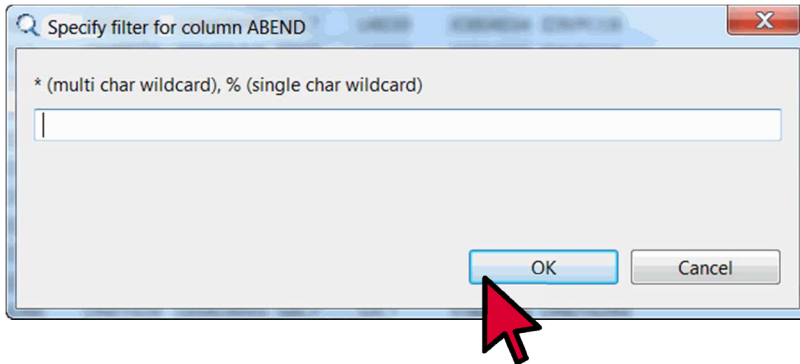 Specify filter for column ABEND
* (multi char wildcard), % (single char wildcard)
OK
Cancel